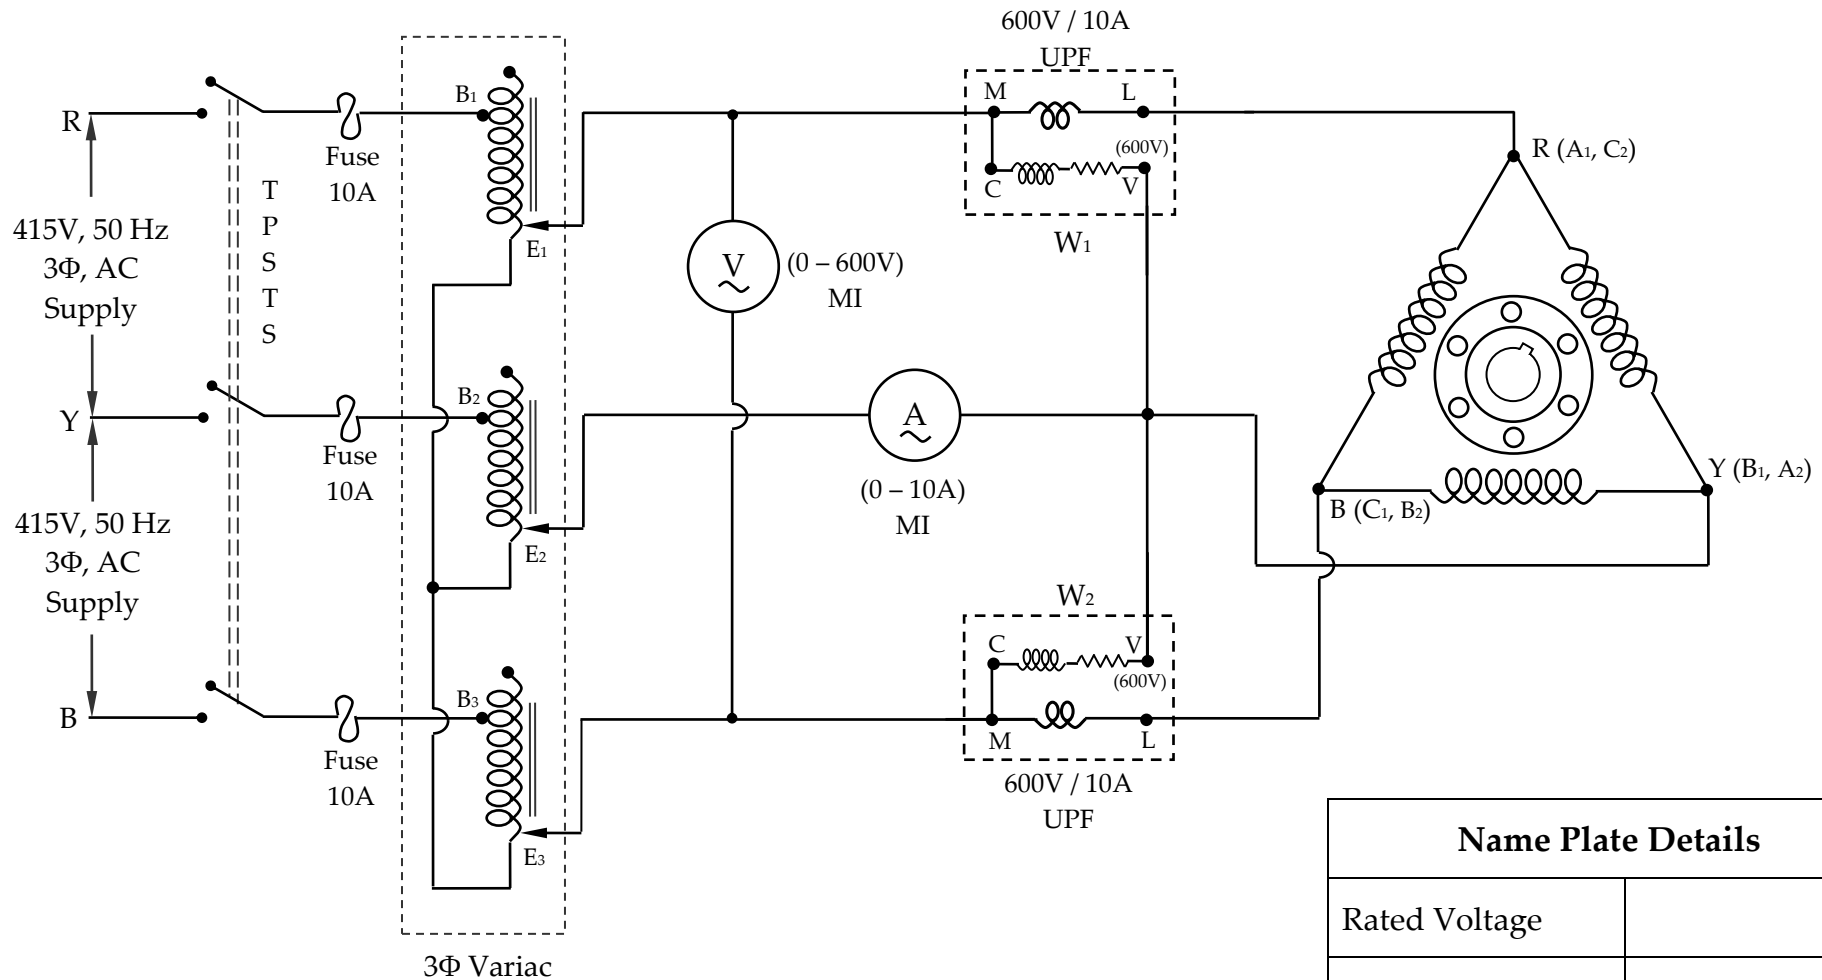 600V / 10A
UPF
M
L
(600V)
C
V
W1
R
Fuse
10A
B1
E1
T
P
S
T
S
415V, 50 Hz
3Φ, AC
Supply
V
(0 – 600V)
MI
R (A1, C2)
Y
Fuse
10A
B2
E2
A
(0 – 10A)
MI
Y (B1, A2)
B (C1, B2)
415V, 50 Hz
3Φ, AC
Supply
W2
C
V
(600V)
M
L
600V / 10A
UPF
B
Fuse
10A
B3
E3
3Φ Variac
Name Plate Details
Rated Voltage